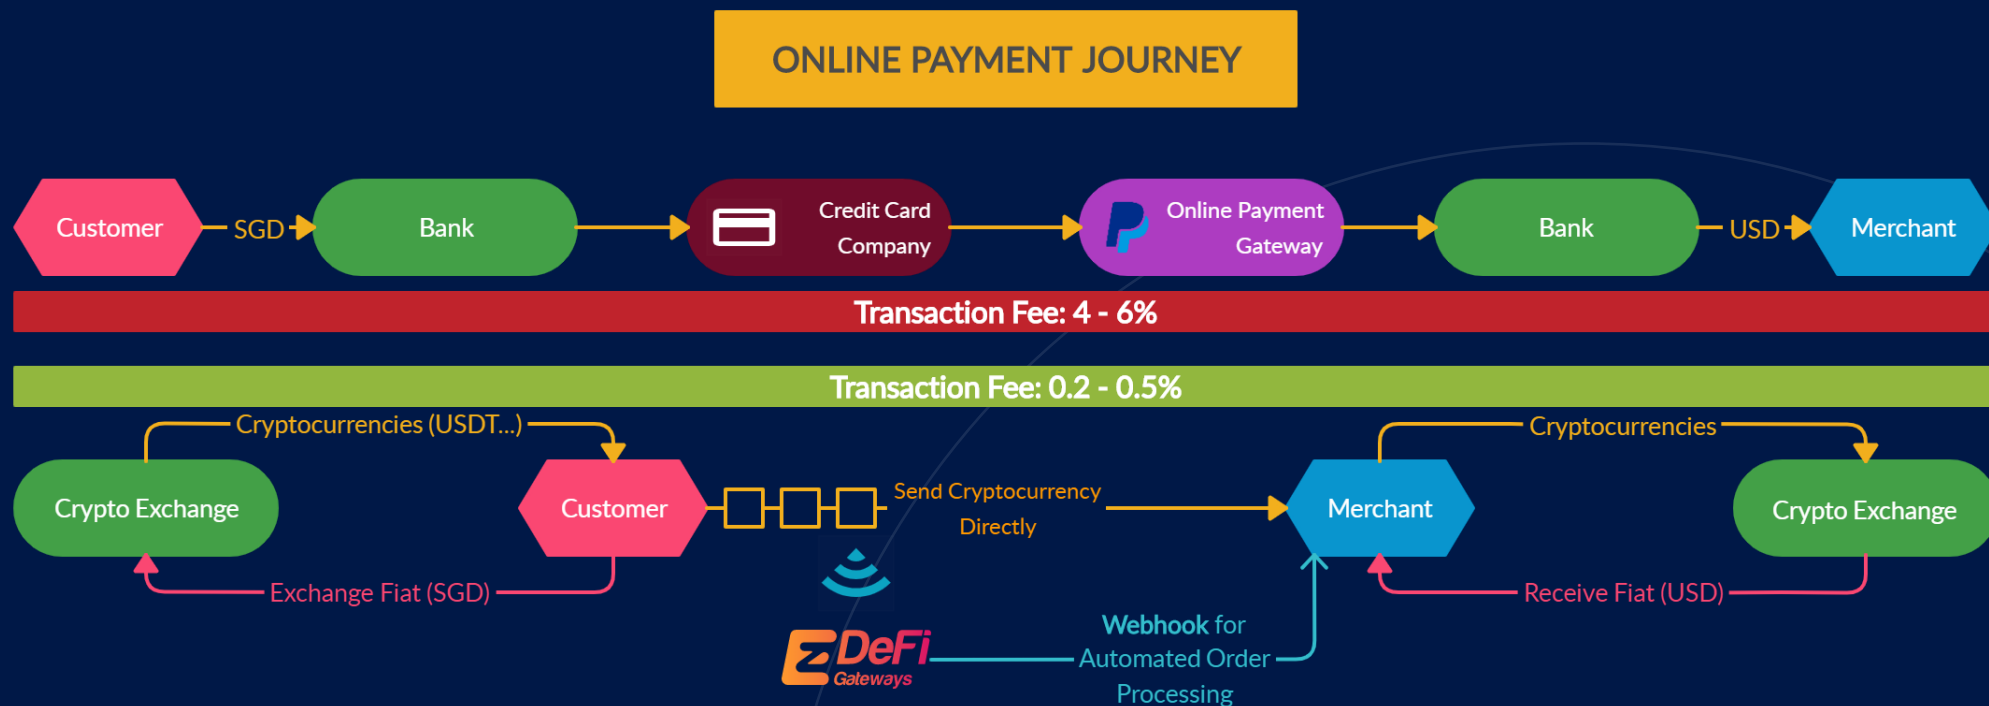 ONLINE PAYMENT JOURNEY
Customer
SGD
Bank
Credit Card
Company
Online Payment
Gateway
Bank
USD
Merchant
Transaction Fee: 4 - 6%
Transaction Fee: 0.2 - 0.5%
Cryptocurrencies (USDT...)
Cryptocurrencies
Crypto Exchange
Customer
Send Cryptocurrency
Directly
Merchant
Crypto Exchange
Exchange Fiat (SGD)
Receive Fiat (USD)
EZ DeFi
Gateways
Webhook for
Automated Order
Processing